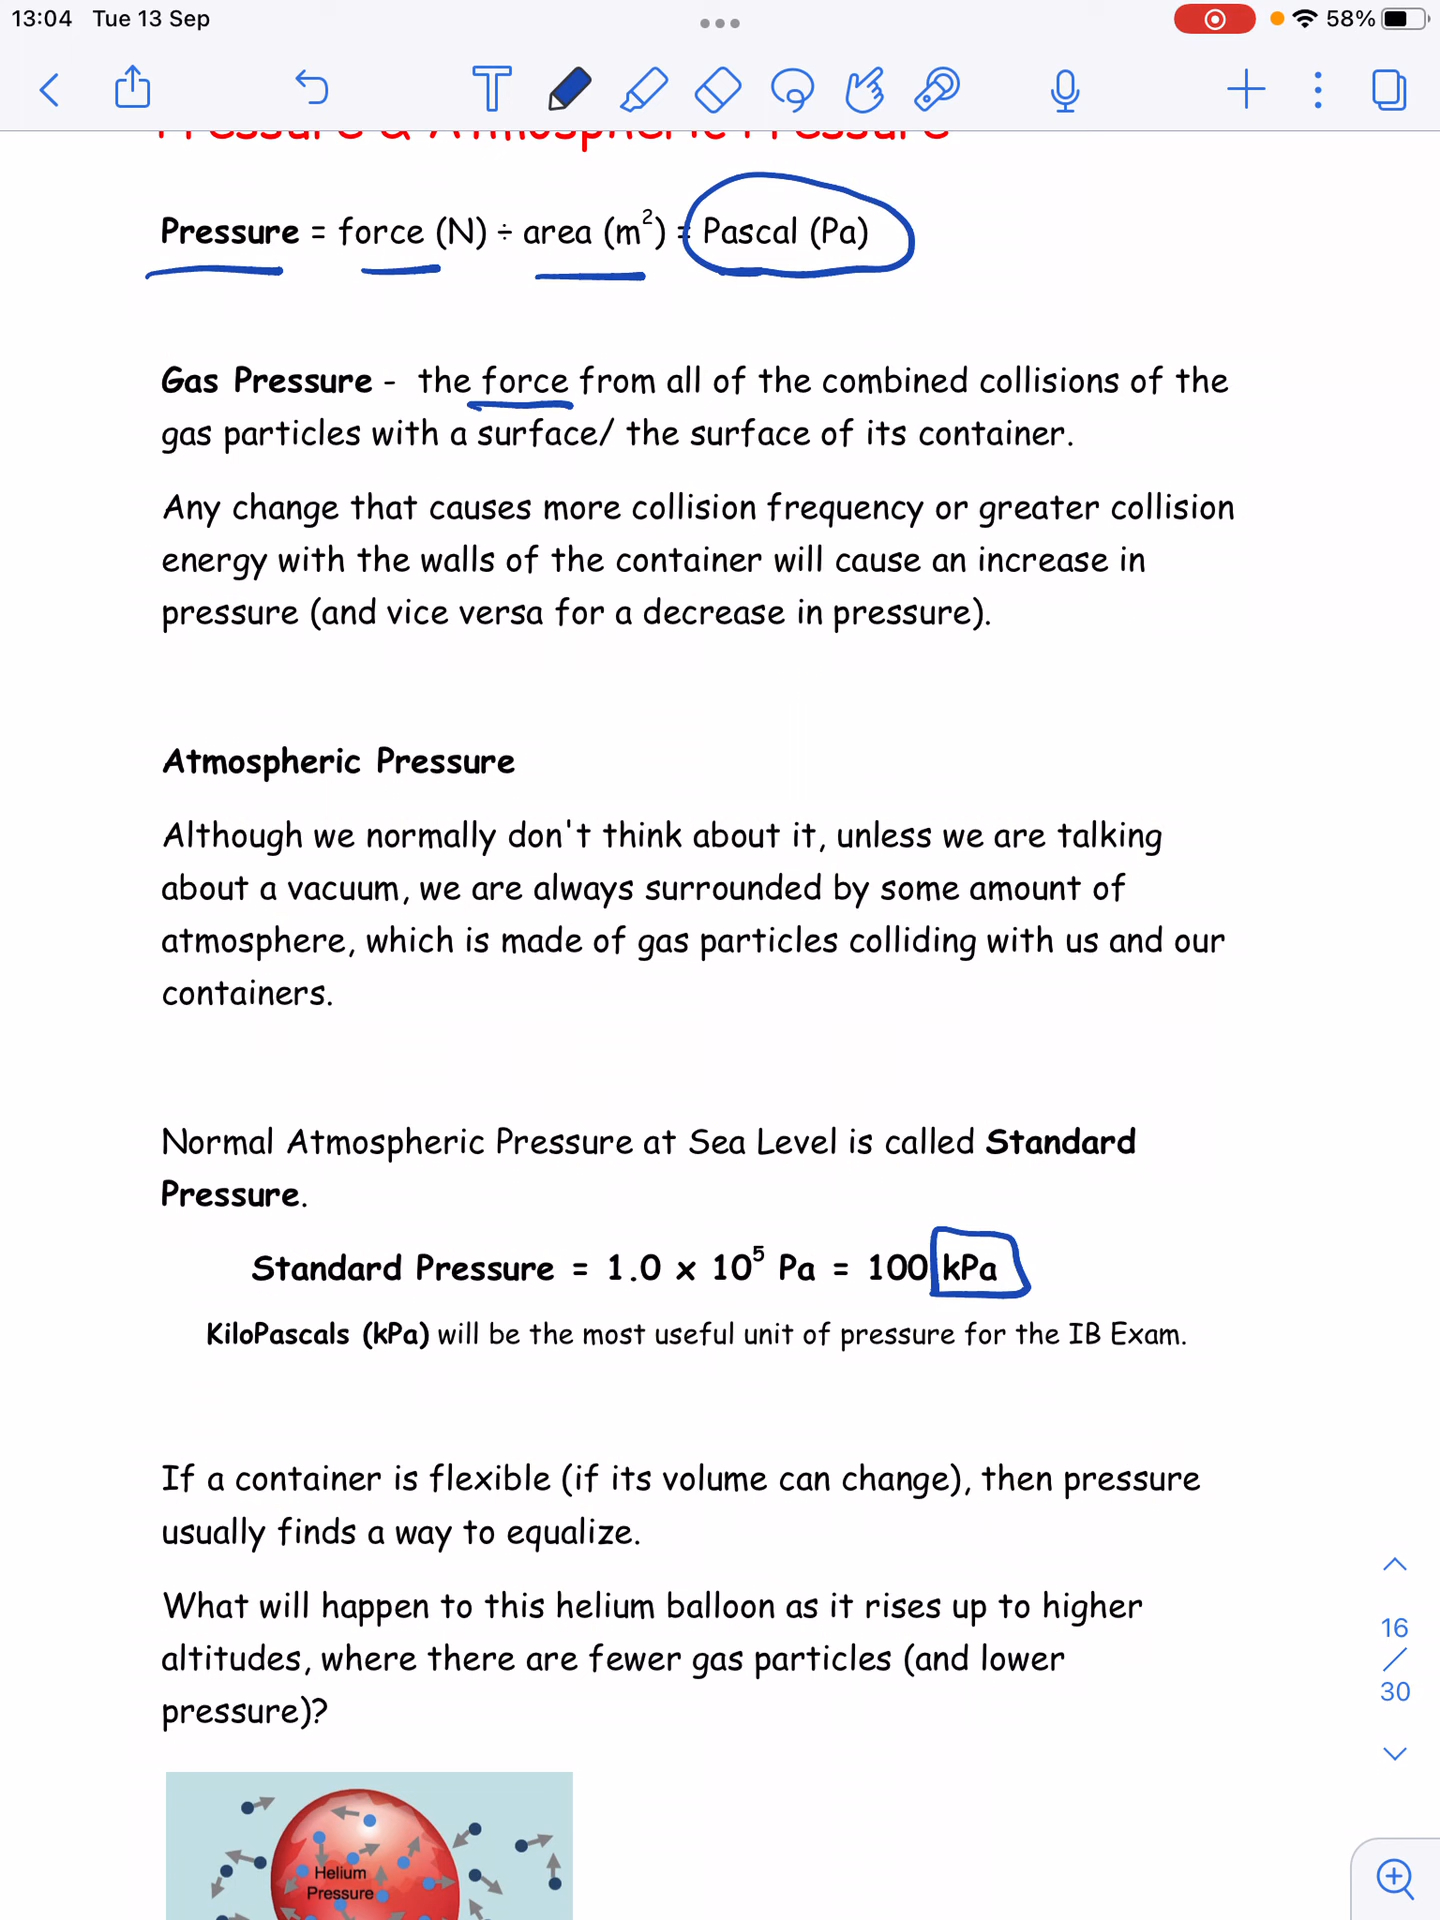 13:04 Tue 13 Sep
58%
Pressure & Atmospheric Pressure
Pressure = force (N) ÷ area (m²) = Pascal (Pa)
Gas Pressure - the force from all of the combined collisions of the
gas particles with a surface/ the surface of its container.
Any change that causes more collision frequency or greater collision
energy with the walls of the container will cause an increase in
pressure (and vice versa for a decrease in pressure).
Atmospheric Pressure
Although we normally don't think about it, unless we are talking
about a vacuum, we are always surrounded by some amount of
atmosphere, which is made of gas particles colliding with us and our
containers.
Normal Atmospheric Pressure at Sea Level is called Standard
Pressure.
Standard Pressure = 1.0 x 10⁵ Pa = 100 kPa
KiloPascals (kPa) will be the most useful unit of pressure for the IB Exam.
If a container is flexible (if its volume can change), then pressure
usually finds a way to equalize.
What will happen to this helium balloon as it rises up to higher
altitudes, where there are fewer gas particles (and lower
pressure)?
16
/
30
Helium
Pressure